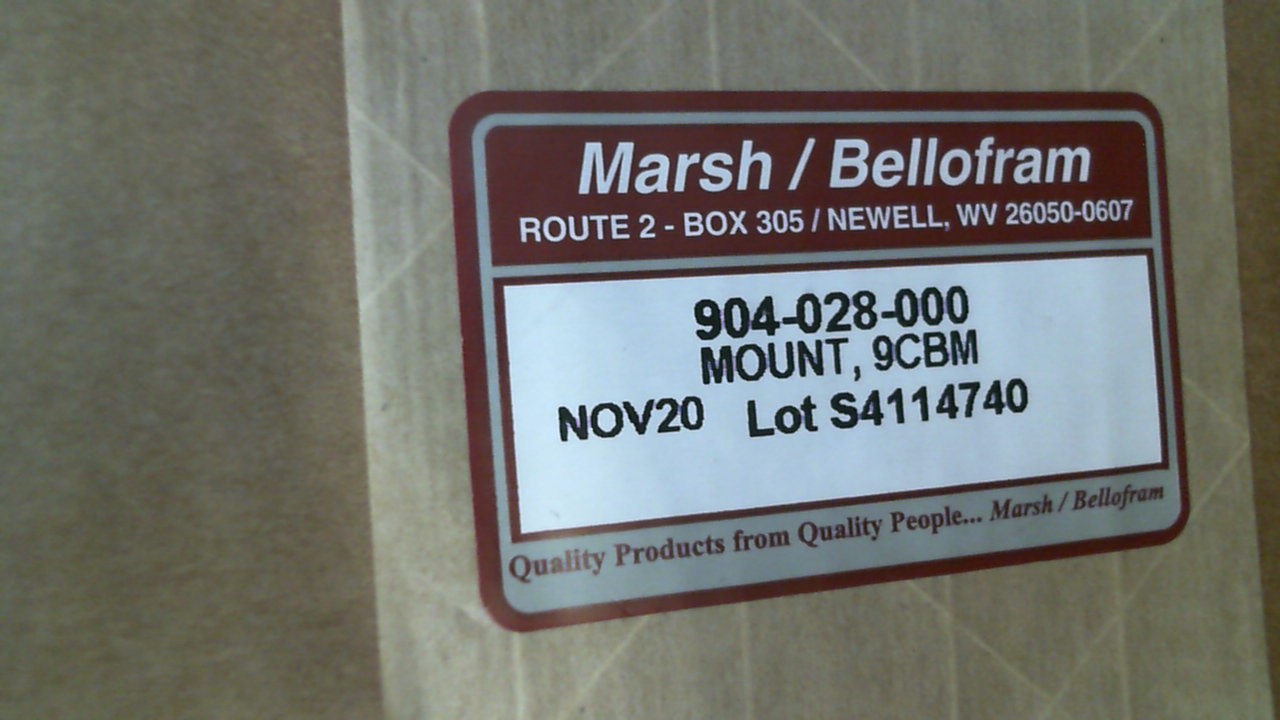 Marsh / Bellofram
ROUTE 2 - BOX 305 / NEWELL, WV 26050-0607
904-028-000
MOUNT, 9CBM
NOV20 Lot S4114740
Quality Products from Quality People... Marsh / Bellofram